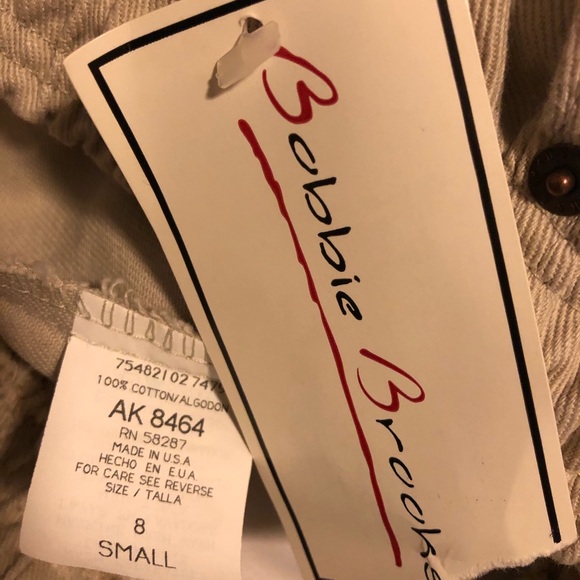 Bobbie Brooks
75482102747
100% COTTON/ALGODON
AK 8464
RN 58287
MADE IN U.S.A
HECHO EN E.U.A.
FOR CARE SEE REVERSE
SIZE / TALLA
8
SMALL